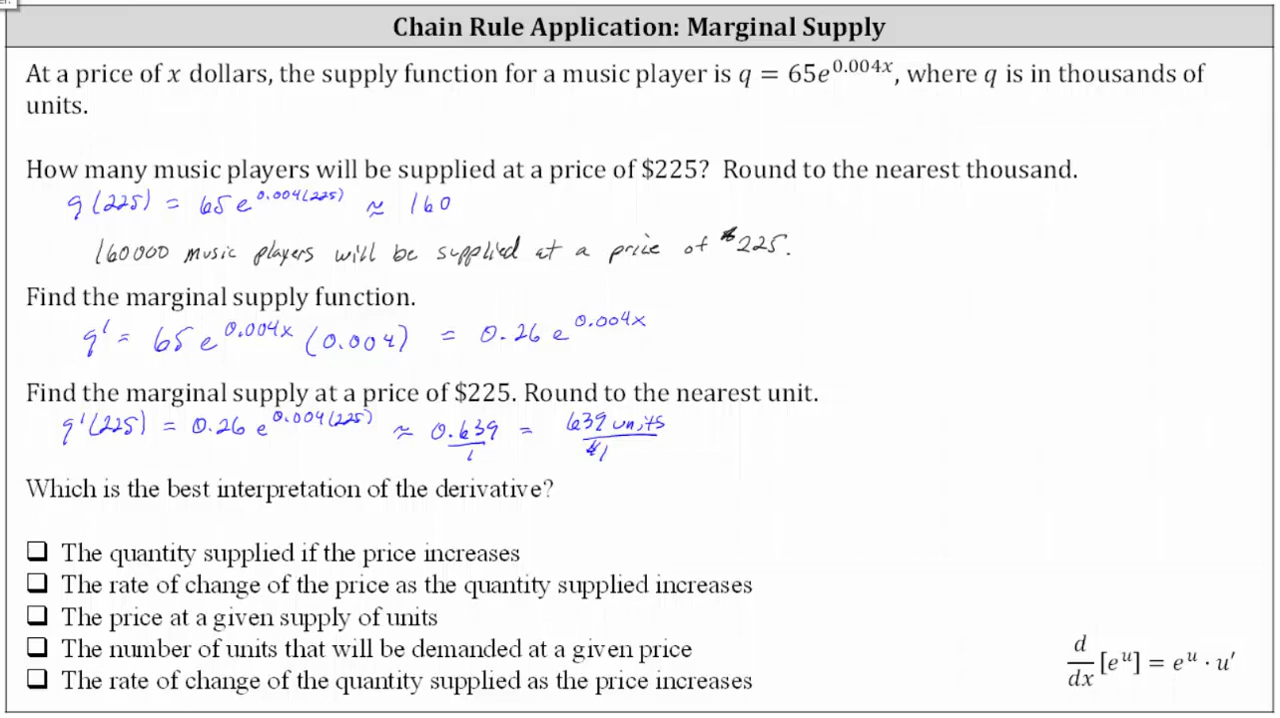 Chain Rule Application: Marginal Supply
At a price of x dollars, the supply function for a music player is q = 65e^{0.004x}, where q is in thousands of
units.
How many music players will be supplied at a price of $225? Round to the nearest thousand.
q(225) = 65e^{0.004(225)} ≈ 160
160000 music players will be supplied at a price of $225.
Find the marginal supply function.
q' = 65e^{0.004x}(0.004) = 0.26e^{0.004x}
Find the marginal supply at a price of $225. Round to the nearest unit.
q'(225) = 0.26e^{0.004(225)} ≈ 0.639/1 = 639 units/$1
Which is the best interpretation of the derivative?
❑ The quantity supplied if the price increases
❑ The rate of change of the price as the quantity supplied increases
❑ The price at a given supply of units
❑ The number of units that will be demanded at a given price
❑ The rate of change of the quantity supplied as the price increases
d/dx [e^u] = e^u · u'